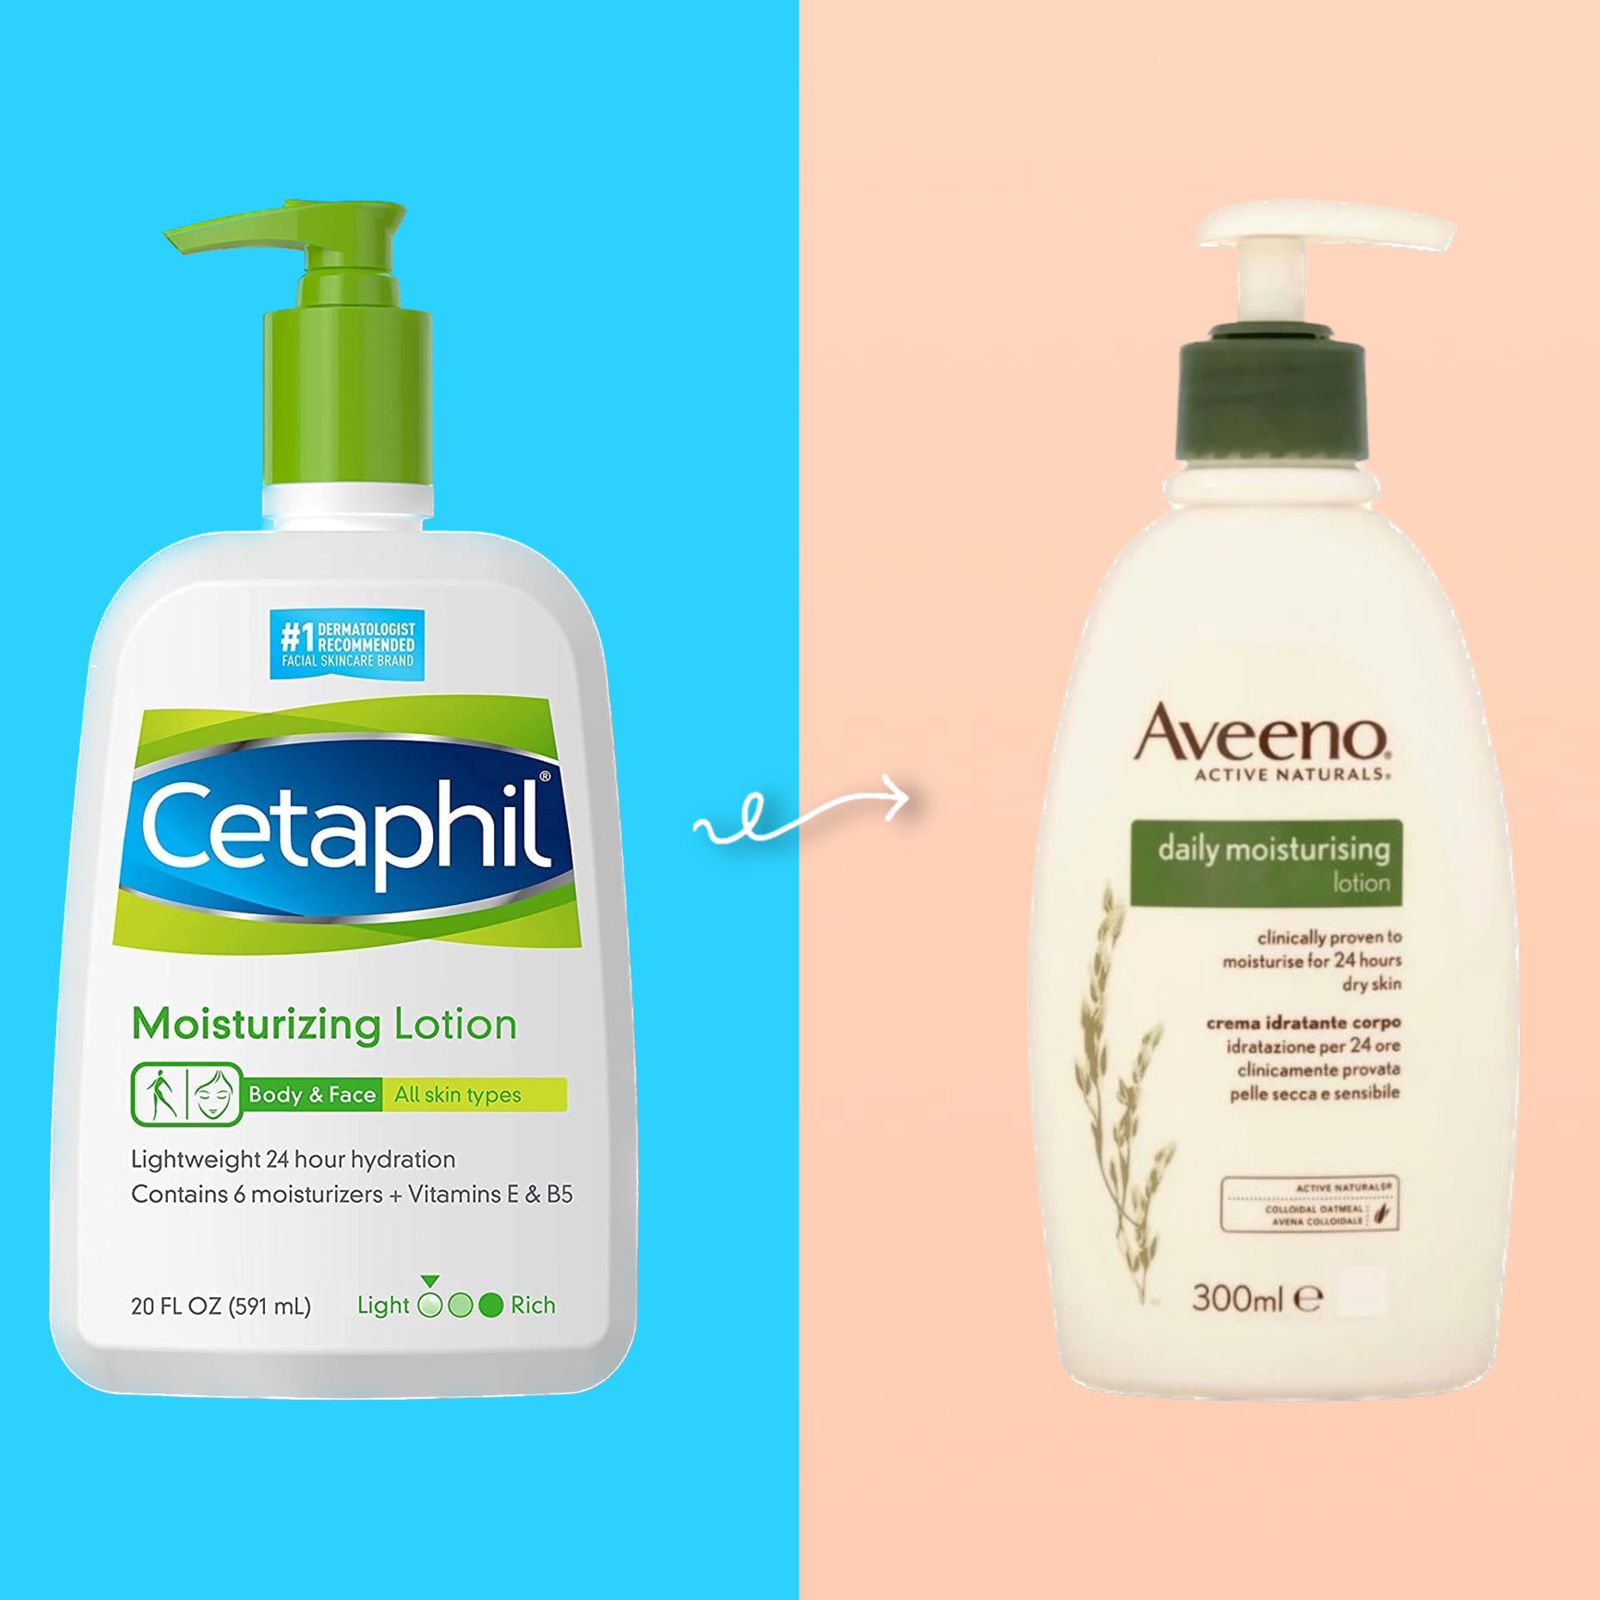 #1 DERMATOLOGIST
RECOMMENDED
FACIAL SKINCARE BRAND
Cetaphil®
Moisturizing Lotion
Body & Face All skin types
Lightweight 24 hour hydration
Contains 6 moisturizers + Vitamins E & B5
20 FL OZ (591 mL) Light Rich
Aveeno®
ACTIVE NATURALS®
daily moisturising
lotion
clinically proven to
moisturise for 24 hours
dry skin
crema idratante corpo
idratazione per 24 ore
clinicamente provata
pelle secca e sensibile
ACTIVE NATURALS®
COLLOIDAL OATMEAL
AVENA COLLOIDALE
300ml ℮